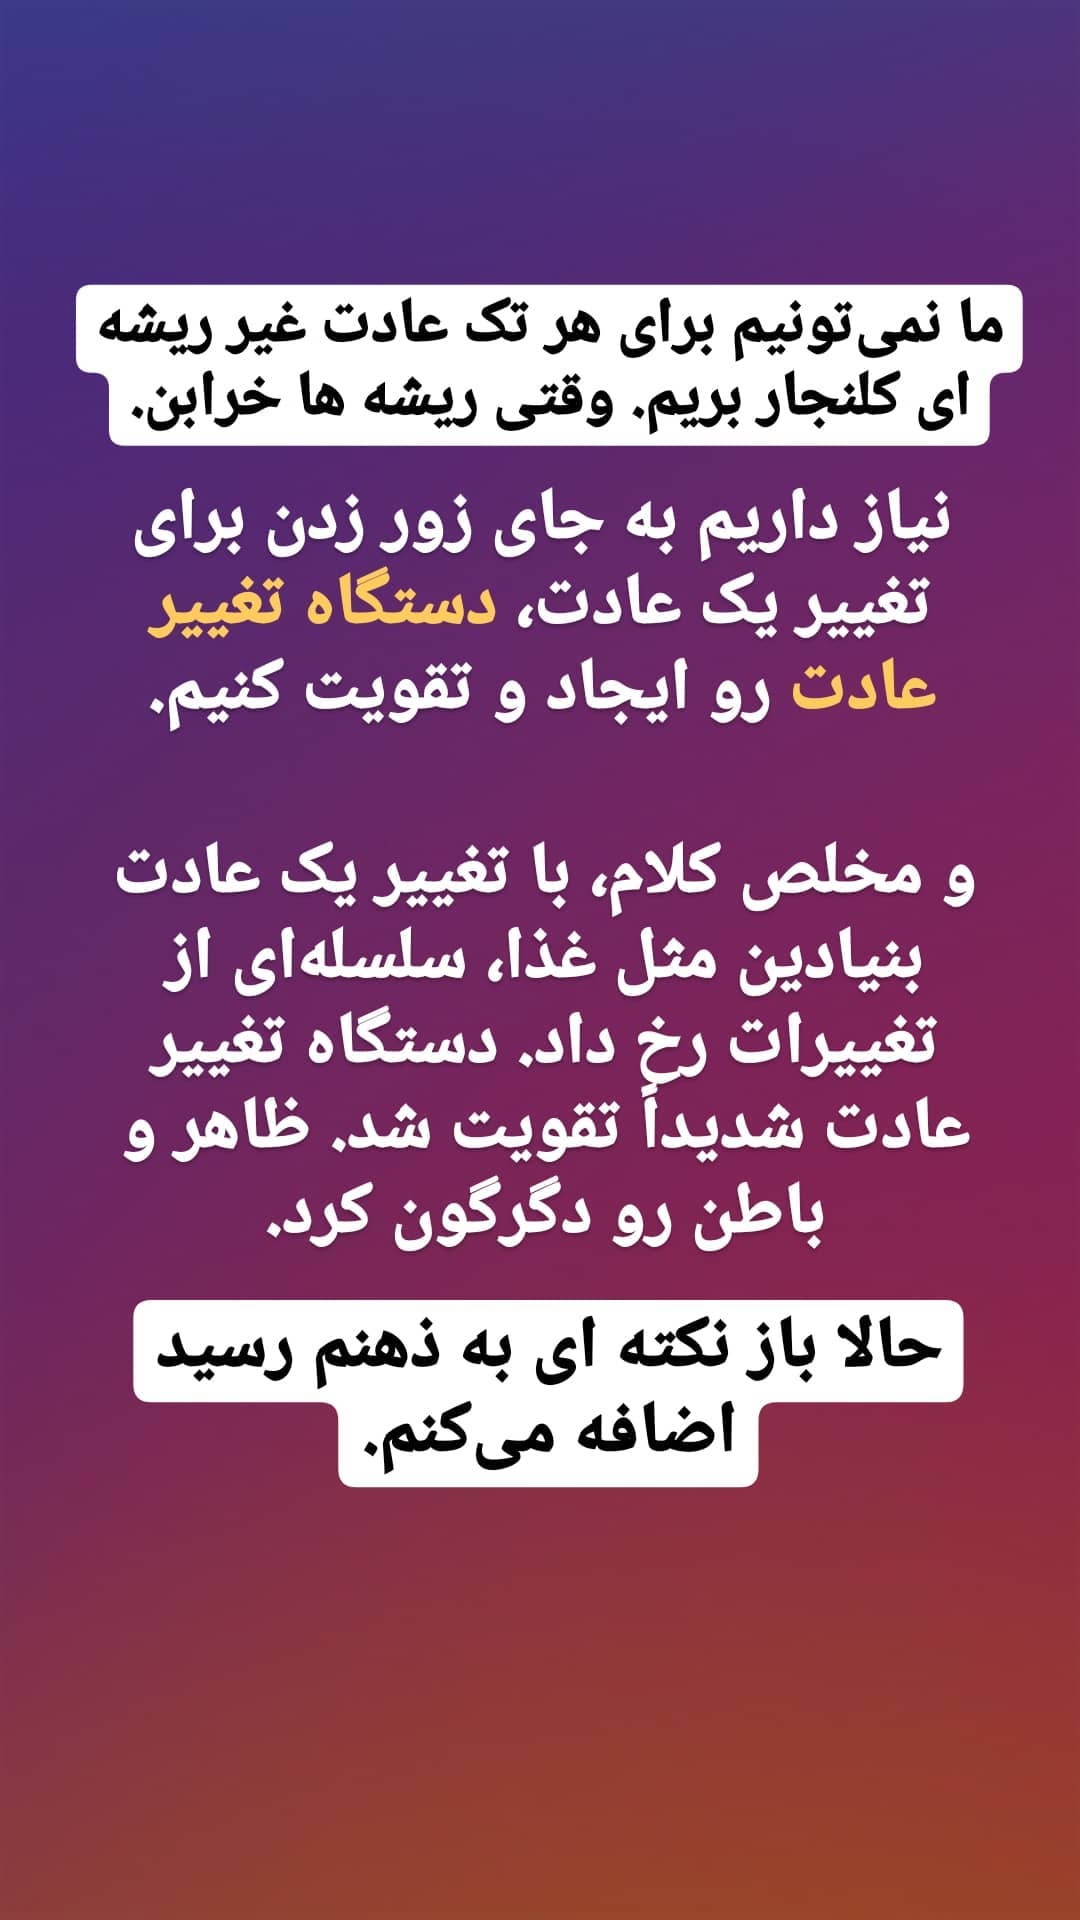 ما نمی‌تونیم برای هر تک عادت غیر ریشه
ای کلنجار بریم. وقتی ریشه ها خرابن.
نیاز داریم به جای زور زدن برای
تغییر یک عادت، دستگاه تغییر
عادت رو ایجاد و تقویت کنیم.
و مخلص کلام، با تغییر یک عادت
بنیادین مثل غذا، سلسله‌ای از
تغییرات رخ داد. دستگاه تغییر
عادت شدیداً تقویت شد. ظاهر و
باطن رو دگرگون کرد.
حالا باز نکته ای به ذهنم رسید
اضافه می‌کنم.